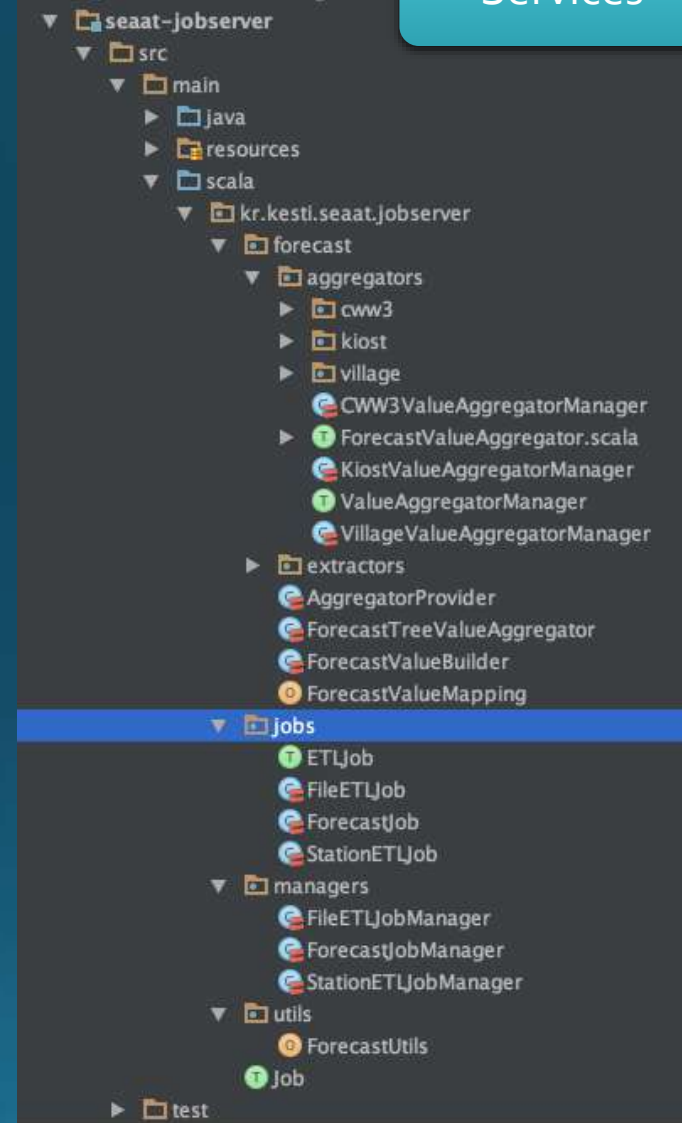 Services
seaat-jobserver
src
main
java
resources
scala
kr.kesti.seaat.jobserver
forecast
aggregators
cww3
kiost
village
CWW3ValueAggregatorManager
ForecastValueAggregator.scala
KiostValueAggregatorManager
ValueAggregatorManager
VillageValueAggregatorManager
extractors
AggregatorProvider
ForecastTreeValueAggregator
ForecastValueBuilder
ForecastValueMapping
jobs
ETLJob
FileETLJob
ForecastJob
StationETLJob
managers
FileETLJobManager
ForecastJobManager
StationETLJobManager
utils
ForecastUtils
Job
test